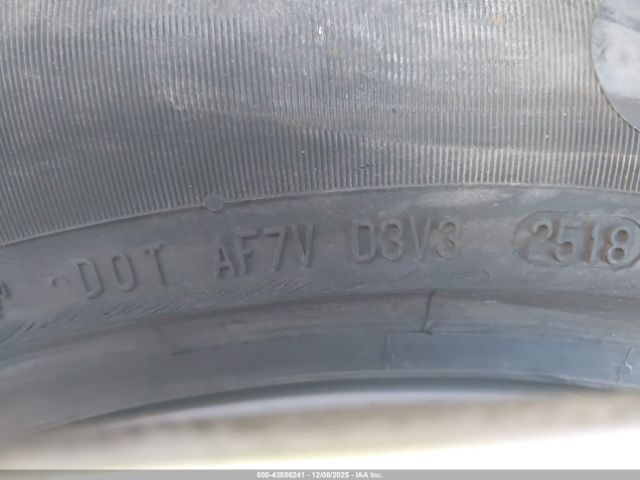 DOT AF7V D3V3 2518
000-43856241 - 12/08/2025 - IAA Inc.